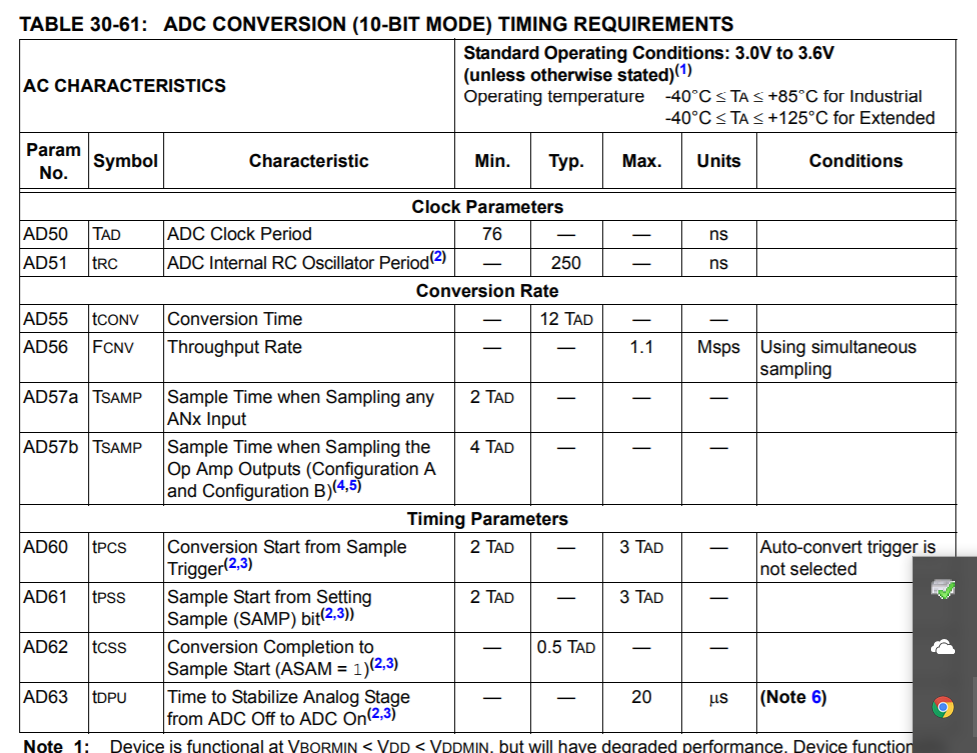 TABLE 30-61: ADC CONVERSION (10-BIT MODE) TIMING REQUIREMENTS
AC CHARACTERISTICS
Standard Operating Conditions: 3.0V to 3.6V
(unless otherwise stated)(1)
Operating temperature -40°C ≤ TA ≤ +85°C for Industrial
-40°C ≤ TA ≤ +125°C for Extended
Param No. Symbol Characteristic Min. Typ. Max. Units Conditions
Clock Parameters
AD50 TAD ADC Clock Period 76 — — ns
AD51 tRC ADC Internal RC Oscillator Period(2) — 250 — ns
Conversion Rate
AD55 tCONV Conversion Time — 12 TAD — —
AD56 FCNV Throughput Rate — — 1.1 Msps Using simultaneous
sampling
AD57a TSAMP Sample Time when Sampling any 2 TAD — — —
ANx Input
AD57b TSAMP Sample Time when Sampling the 4 TAD — — —
Op Amp Outputs (Configuration A
and Configuration B)(4,5)
Timing Parameters
AD60 tPCS Conversion Start from Sample 2 TAD — 3 TAD — Auto-convert trigger is
Trigger(2,3) not selected
AD61 tPSS Sample Start from Setting 2 TAD — 3 TAD —
Sample (SAMP) bit(2,3))
AD62 tCSS Conversion Completion to — 0.5 TAD — —
Sample Start (ASAM = 1)(2,3)
AD63 tDPU Time to Stabilize Analog Stage — — 20 µs (Note 6)
from ADC Off to ADC On(2,3)
Note 1: Device is functional at VBORMIN < VDD < VDDMIN, but will have degraded performance. Device function